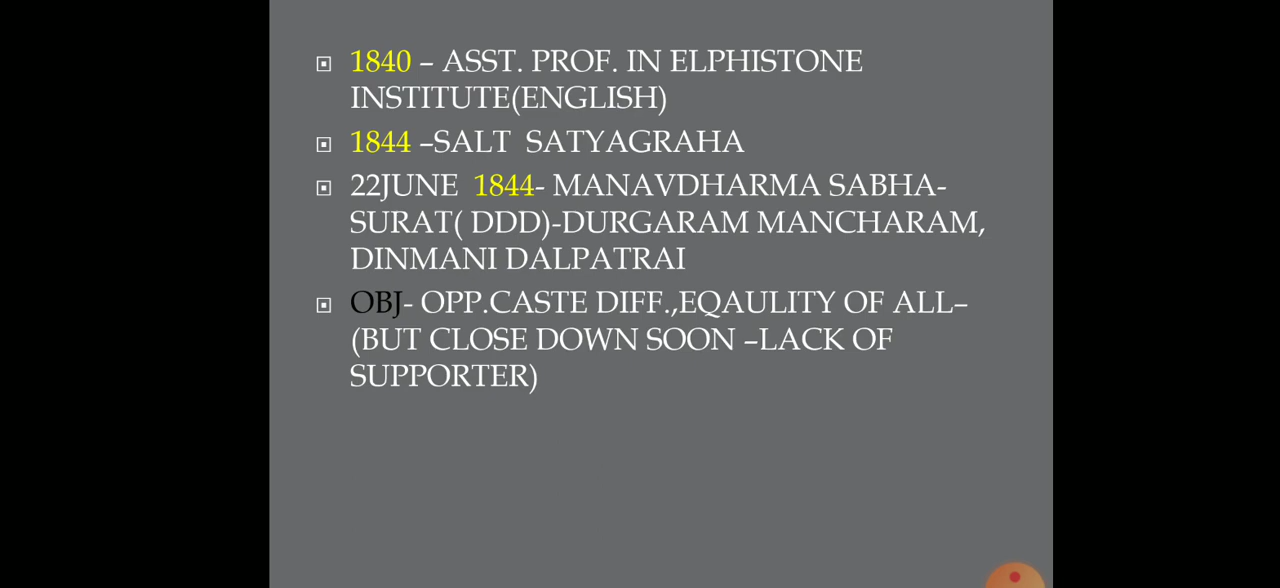 1840 – ASST. PROF. IN ELPHISTONE
INSTITUTE(ENGLISH)
1844 –SALT SATYAGRAHA
22JUNE 1844- MANAVDHARMA SABHA-
SURAT( DDD)-DURGARAM MANCHARAM,
DINMANI DALPATRAI
OBJ- OPP.CASTE DIFF.,EQAULITY OF ALL–
(BUT CLOSE DOWN SOON –LACK OF
SUPPORTER)